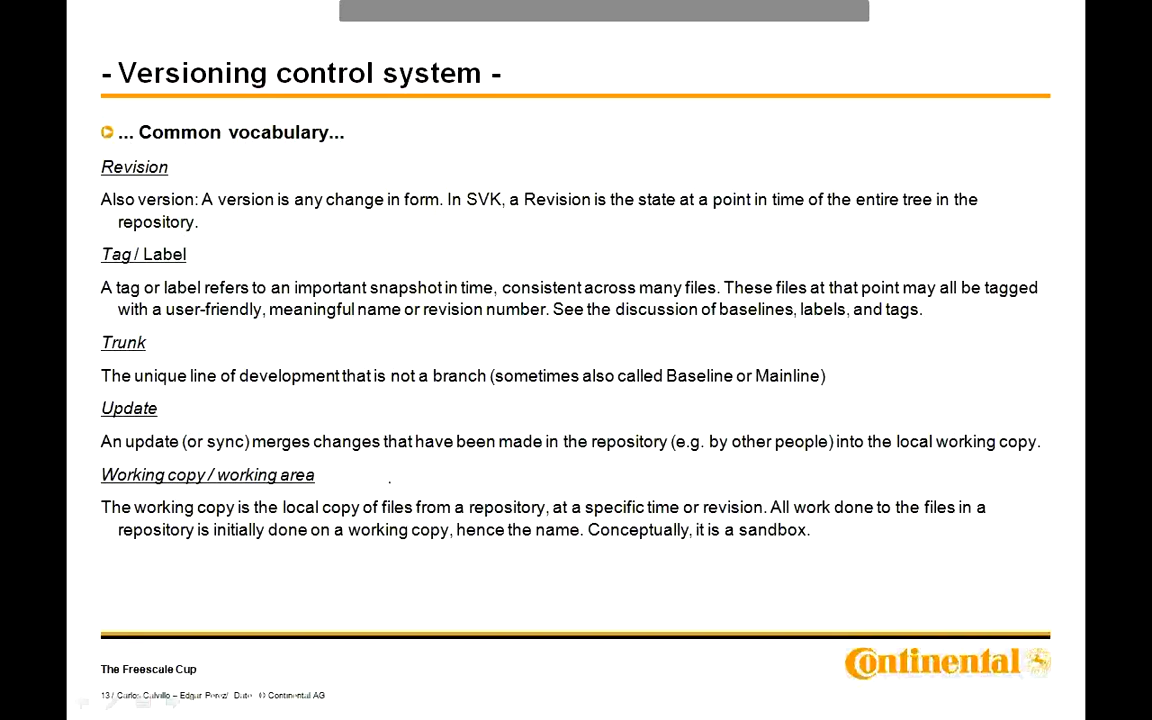 - Versioning control system -
... Common vocabulary...
Revision
Also version: A version is any change in form. In SVK, a Revision is the state at a point in time of the entire tree in the
repository.
Tag / Label
A tag or label refers to an important snapshot in time, consistent across many files. These files at that point may all be tagged
with a user-friendly, meaningful name or revision number. See the discussion of baselines, labels, and tags.
Trunk
The unique line of development that is not a branch (sometimes also called Baseline or Mainline)
Update
An update (or sync) merges changes that have been made in the repository (e.g. by other people) into the local working copy.
Working copy / working area
The working copy is the local copy of files from a repository, at a specific time or revision. All work done to the files in a
repository is initially done on a working copy, hence the name. Conceptually, it is a sandbox.
The Freescale Cup
Continental
13 / Carlos Calvillo – Edgar / © Continental AG